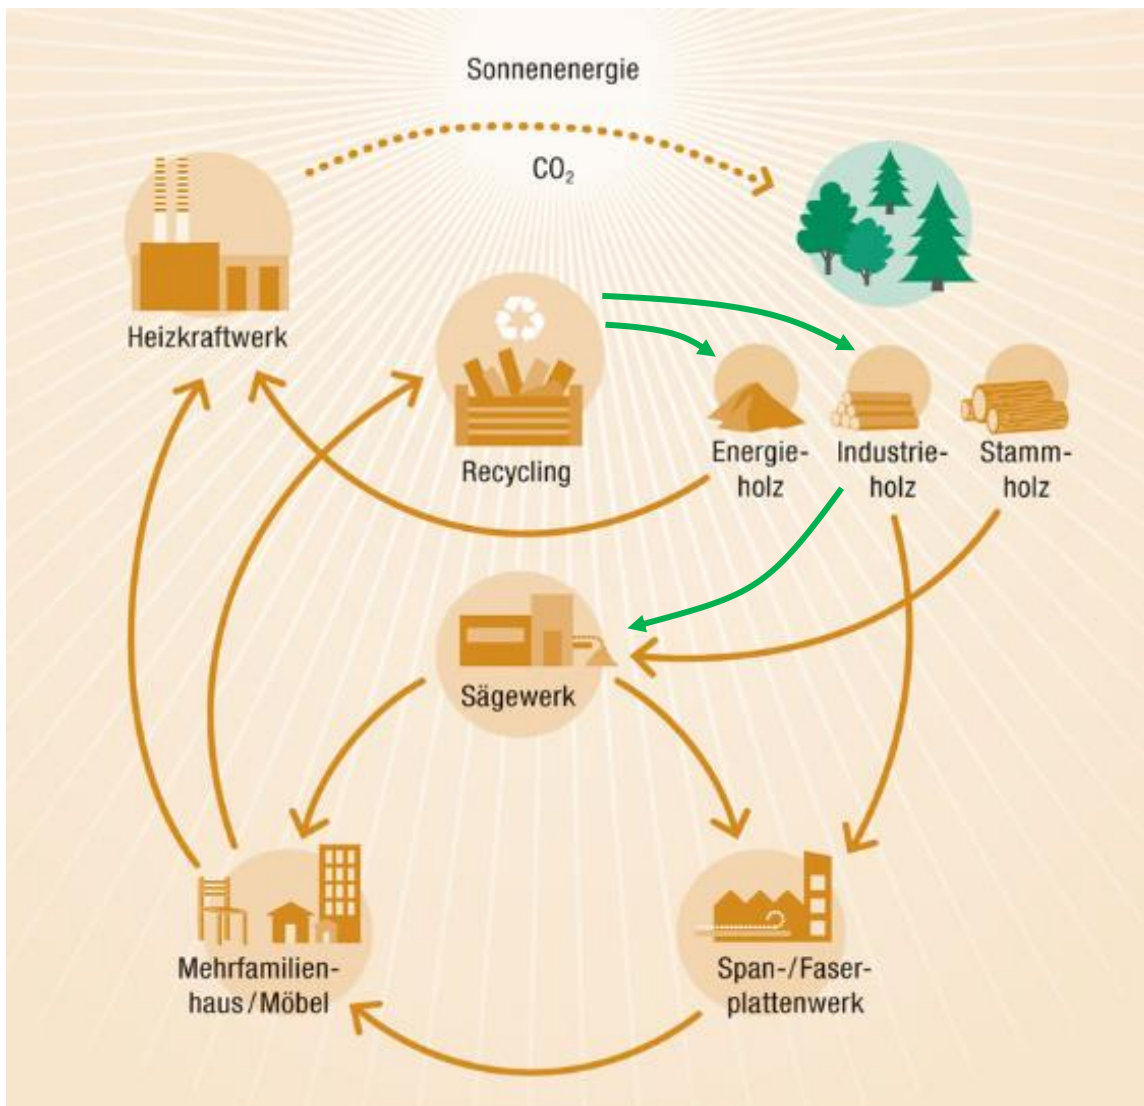 Sonnenenergie
CO₂
Heizkraftwerk
Recycling
Energie-
holz
Industrie-
holz
Stamm-
holz
Sägewerk
Mehrfamilien-
haus/Möbel
Span-/Faser-
plattenwerk